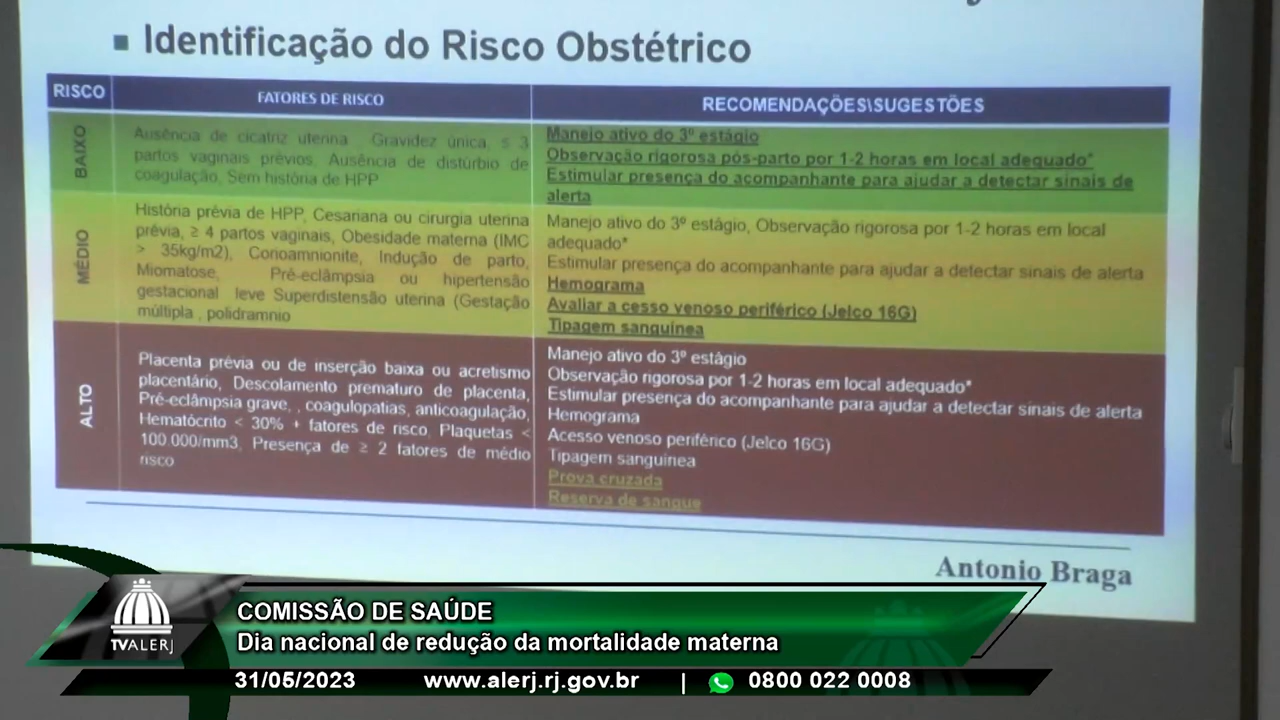 Identificação do Risco Obstétrico
RISCO
FATORES DE RISCO
RECOMENDAÇÕES\SUGESTÕES
BAIXO
Ausência de cicatriz uterina Gravidez única, ≤ 3
partos vaginais prévios, Ausência de distúrbio de
coagulação, Sem história de HPP
Manejo ativo do 3º estágio
Observação rigorosa pós-parto por 1-2 horas em local adequado*
Estimular presença do acompanhante para ajudar a detectar sinais de
alerta
MÉDIO
História prévia de HPP, Cesariana ou cirurgia uterina
prévia, ≥ 4 partos vaginais, Obesidade materna (IMC
> 35kg/m2), Corioamnionite, Indução de parto,
Miomatose, Pré-eclâmpsia ou hipertensão
gestacional leve Superdistensão uterina (Gestação
múltipla , polidramnio
Manejo ativo do 3º estágio, Observação rigorosa por 1-2 horas em local
adequado*
Estimular presença do acompanhante para ajudar a detectar sinais de alerta
Hemograma
Avaliar a cesso venoso periférico (Jelco 16G)
Tipagem sanguínea
ALTO
Placenta prévia ou de inserção baixa ou acretismo
placentário, Descolamento prematuro de placenta,
Pré-eclâmpsia grave, , coagulopatias, anticoagulação,
Hematócrito < 30% + fatores de risco, Plaquetas <
100.000/mm3, Presença de ≥ 2 fatores de médio
risco
Manejo ativo do 3º estágio
Observação rigorosa por 1-2 horas em local adequado*
Estimular presença do acompanhante para ajudar a detectar sinais de alerta
Hemograma
Acesso venoso periférico (Jelco 16G)
Tipagem sanguínea
Prova cruzada
Reserva de sangue
Antonio Braga
TVALERJ
COMISSÃO DE SAÚDE
Dia nacional de redução da mortalidade materna
31/05/2023 www.alerj.rj.gov.br | 0800 022 0008